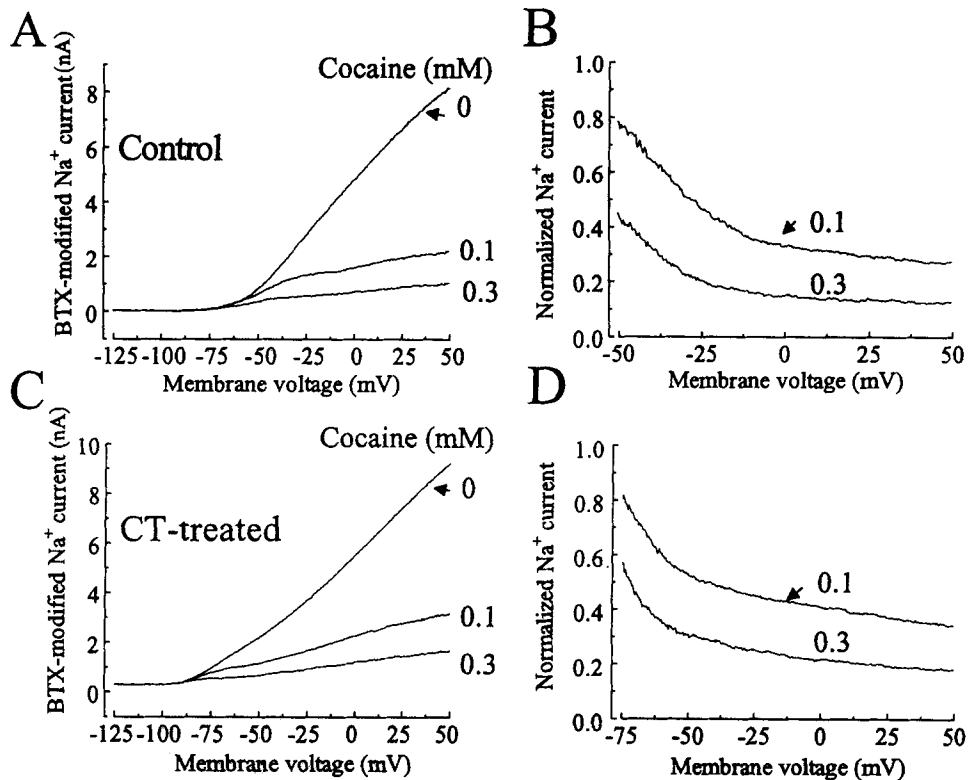 A
BTX-modified Na⁺ current (nA)
8
6
4
2
0
Cocaine (mM)
0
Control
0.1
0.3
-125 -100 -75 -50 -25 0 25 50
Membrane voltage (mV)
B
Normalized Na⁺ current
1.0
0.8
0.6
0.4
0.2
0.0
0.1
0.3
-50 -25 0 25 50
Membrane voltage (mV)
C
BTX-modified Na⁺ current (nA)
10
8
6
4
2
0
Cocaine (mM)
0
CT-treated
0.1
0.3
-125 -100 -75 -50 -25 0 25 50
Membrane voltage (mV)
D
Normalized Na⁺ current
1.0
0.8
0.6
0.4
0.2
0.0
0.1
0.3
-75 -50 -25 0 25 50
Membrane voltage (mV)